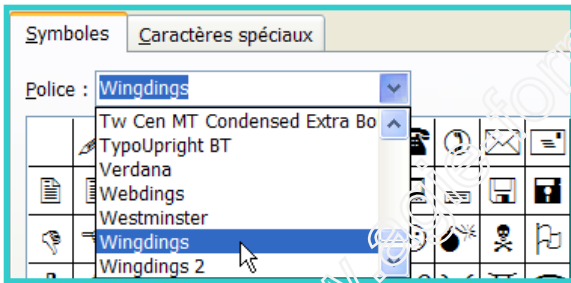 Symboles Caractères spéciaux
Police : Wingdings
Tw Cen MT Condensed Extra Bo
TypoUpright BT
Verdana
Webdings
Westminster
Wingdings
Wingdings 2